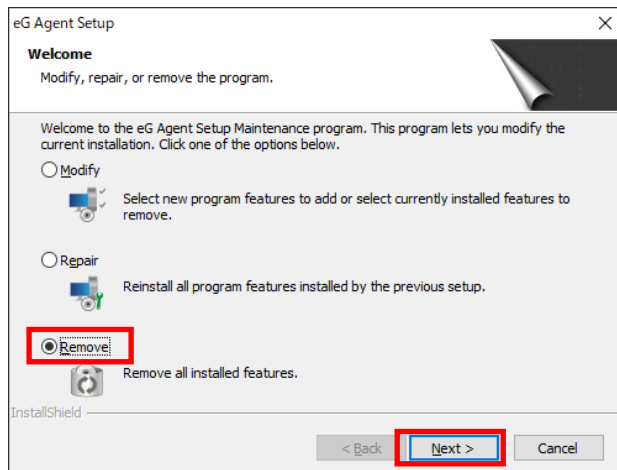 eG Agent Setup
Welcome
Modify, repair, or remove the program.
Welcome to the eG Agent Setup Maintenance program. This program lets you modify the
current installation. Click one of the options below.
Modify
Select new program features to add or select currently installed features to
remove.
Repair
Reinstall all program features installed by the previous setup.
Remove
Remove all installed features.
InstallShield
< Back Next > Cancel